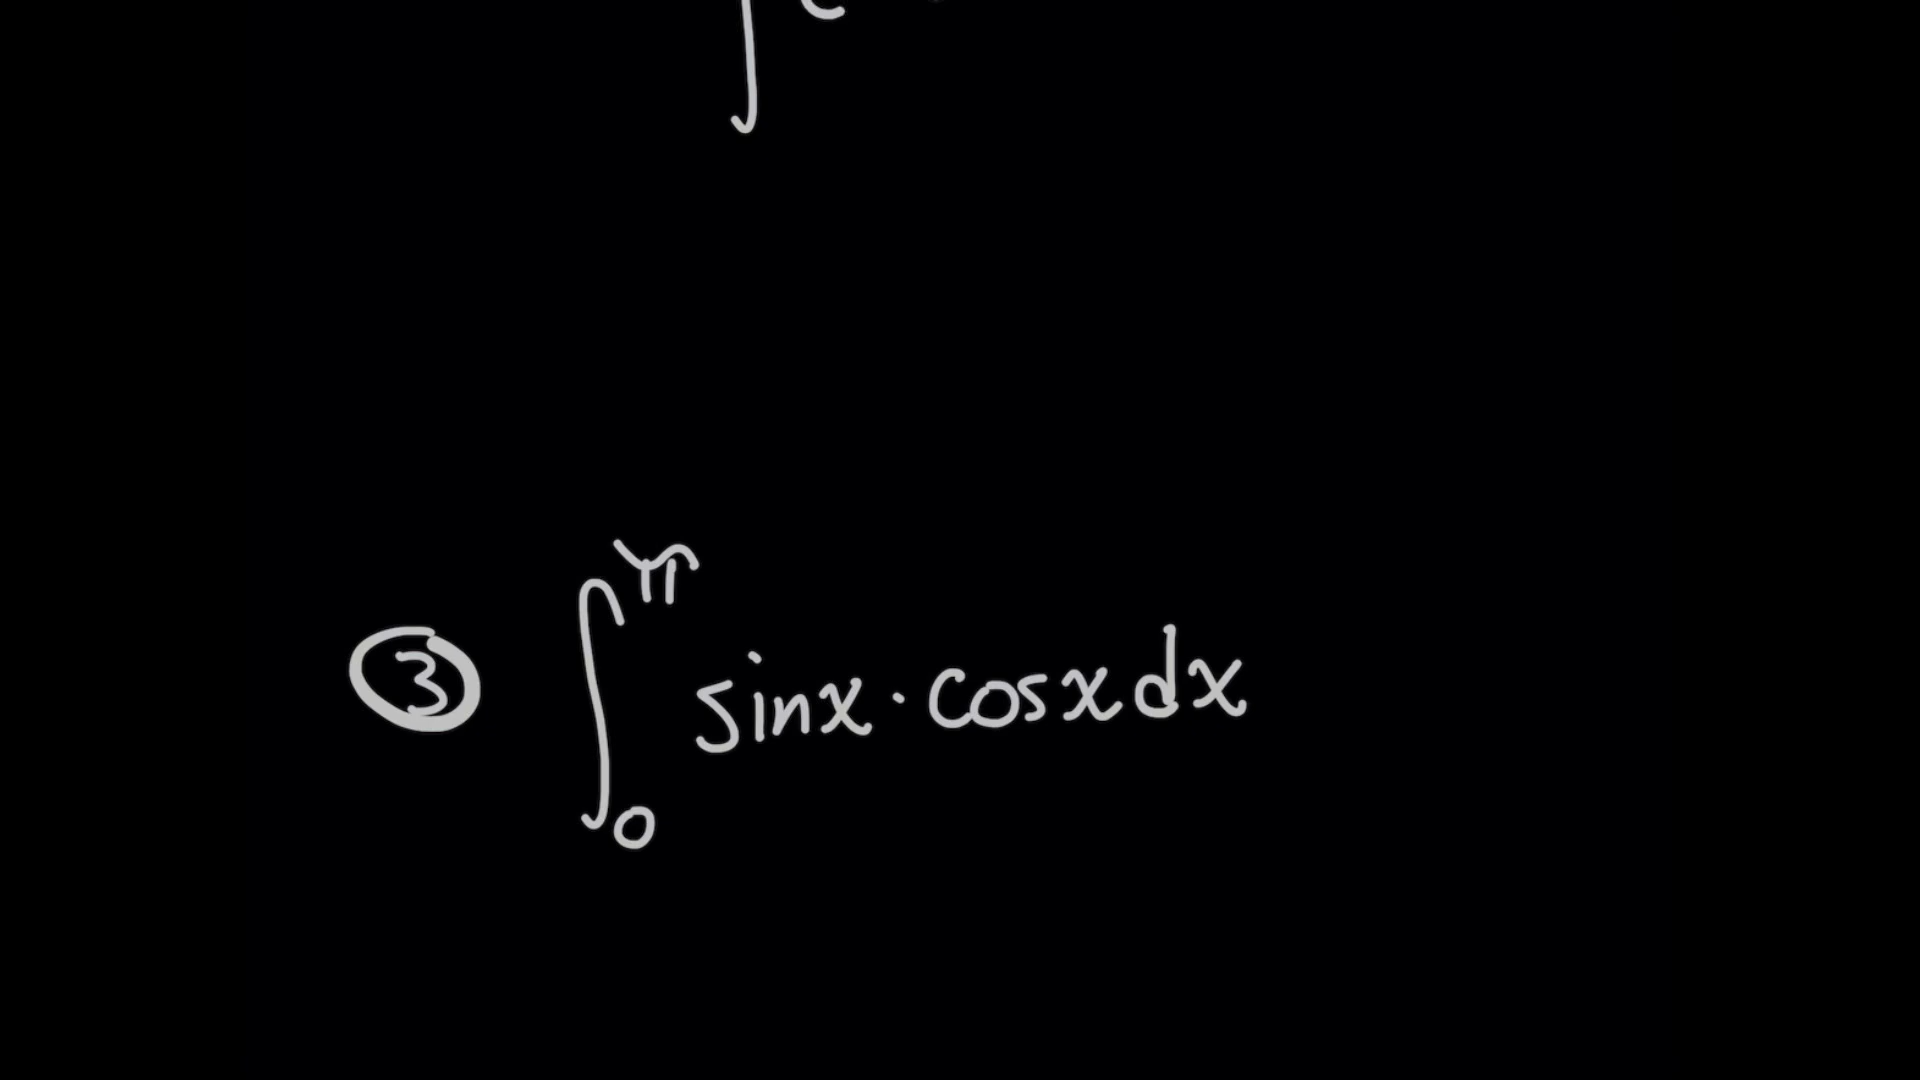 ③ ∫₀^π sinx · cosx dx